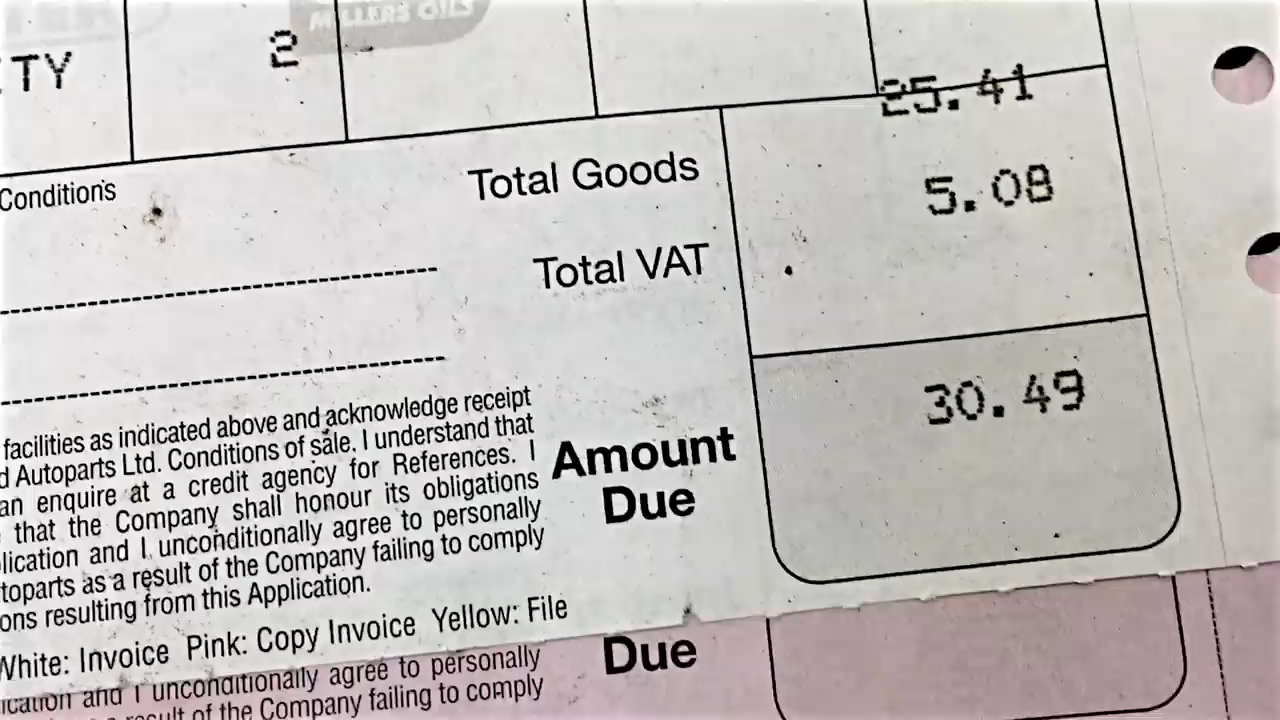 MILLERS OILS
TY 2
25.41
Conditions Total Goods 5.08
Total VAT
30.49
Amount
Due
facilities as indicated above and acknowledge receipt
d Autoparts Ltd. Conditions of sale. I understand that
an enquire at a credit agency for References. I
that the Company shall honour its obligations
lication and I unconditionally agree to personally
toparts as a result of the Company failing to comply
ons resulting from this Application.
White: Invoice Pink: Copy Invoice Yellow: File
Due
ication and I unconditionally agree to personally
result of the Company failing to comply